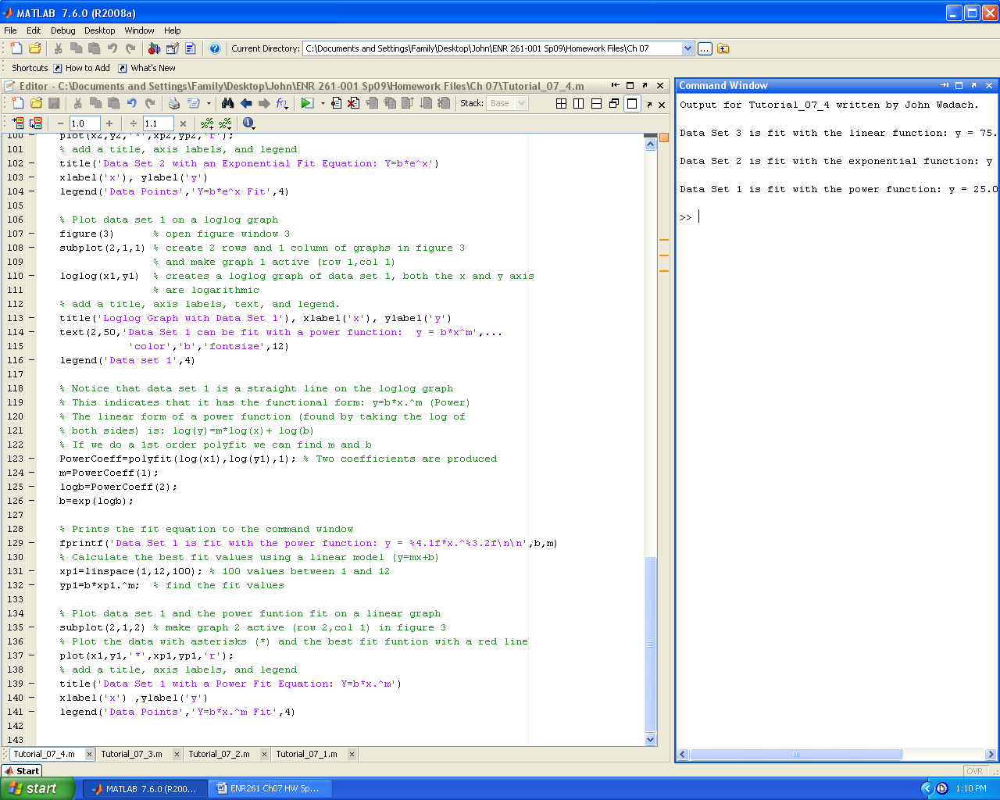 MATLAB 7.6.0 (R2008a)
File Edit Debug Desktop Window Help
Current Directory: C:\Documents and Settings\Family\Desktop\John\ENR 261-001 Sp09\Homework Files\Ch 07
Shortcuts How to Add What's New
Editor - C:\Documents and Settings\Family\Desktop\John\ENR 261-001 Sp09\Homework Files\Ch 07\Tutorial_07_4.m
Stack: Base
1.0 1.1
100 plot(x2,y2,'*',xp2,yp2,'r');
101 % add a title, axis labels, and legend
102 title('Data Set 2 with an Exponential Fit Equation: Y=b*e^x')
103 xlabel('x'), ylabel('y')
104 legend('Data Points','Y=b*e^x Fit',4)
105
106 % Plot data set 1 on a loglog graph
107 figure(3) % open figure window 3
108 subplot(2,1,1) % create 2 rows and 1 column of graphs in figure 3
109 % and make graph 1 active (row 1,col 1)
110 loglog(x1,y1) % creates a loglog graph of data set 1, both the x and y axis
111 % are logarithmic
112 % add a title, axis labels, text, and legend.
113 title('Loglog Graph with Data Set 1'), xlabel('x'), ylabel('y')
114 text(2,50,'Data Set 1 can be fit with a power function:  y = b*x^m',...
115 'color','b','fontsize',12)
116 legend('Data set 1',4)
117
118 % Notice that data set 1 is a straight line on the loglog graph
119 % This indicates that it has the functional form: y=b*x.^m (Power)
120 % The linear form of a power function (found by taking the log of
121 % both sides) is: log(y)=m*log(x)+ log(b)
122 % If we do a 1st order polyfit we can find m and b
123 PowerCoeff=polyfit(log(x1),log(y1),1); % Two coefficients are produced
124 m=PowerCoeff(1);
125 logb=PowerCoeff(2);
126 b=exp(logb);
127
128 % Prints the fit equation to the command window
129 fprintf('Data Set 1 is fit with the power function: y = %4.1f*x.^%3.2f\n\n',b,m)
130 % Calculate the best fit values using a linear model (y=mx+b)
131 xp1=linspace(1,12,100); % 100 values between 1 and 12
132 yp1=b*xp1.^m;  % find the fit values
133
134 % Plot data set 1 and the power funtion fit on a linear graph
135 subplot(2,1,2) % make graph 2 active (row 2,col 1) in figure 3
136 % Plot the data with asterisks (*) and the best fit funtion with a red line
137 plot(x1,y1,'*',xp1,yp1,'r');
138 % add a title, axis labels, and legend
139 title('Data Set 1 with a Power Fit Equation: Y=b*x.^m')
140 xlabel('x') ,ylabel('y')
141 legend('Data Points','Y=b*x.^m Fit',4)
142
143
Tutorial_07_4.m Tutorial_07_3.m Tutorial_07_2.m Tutorial_07_1.m
Command Window
Output for Tutorial_07_4 written by John Wadach.
Data Set 3 is fit with the linear function: y = 75.
Data Set 2 is fit with the exponential function: y
Data Set 1 is fit with the power function: y = 25.0
>>
Start
OVR
start MATLAB 7.6.0 (R200... ENR261 Ch07 HW Sp... 1:10 PM